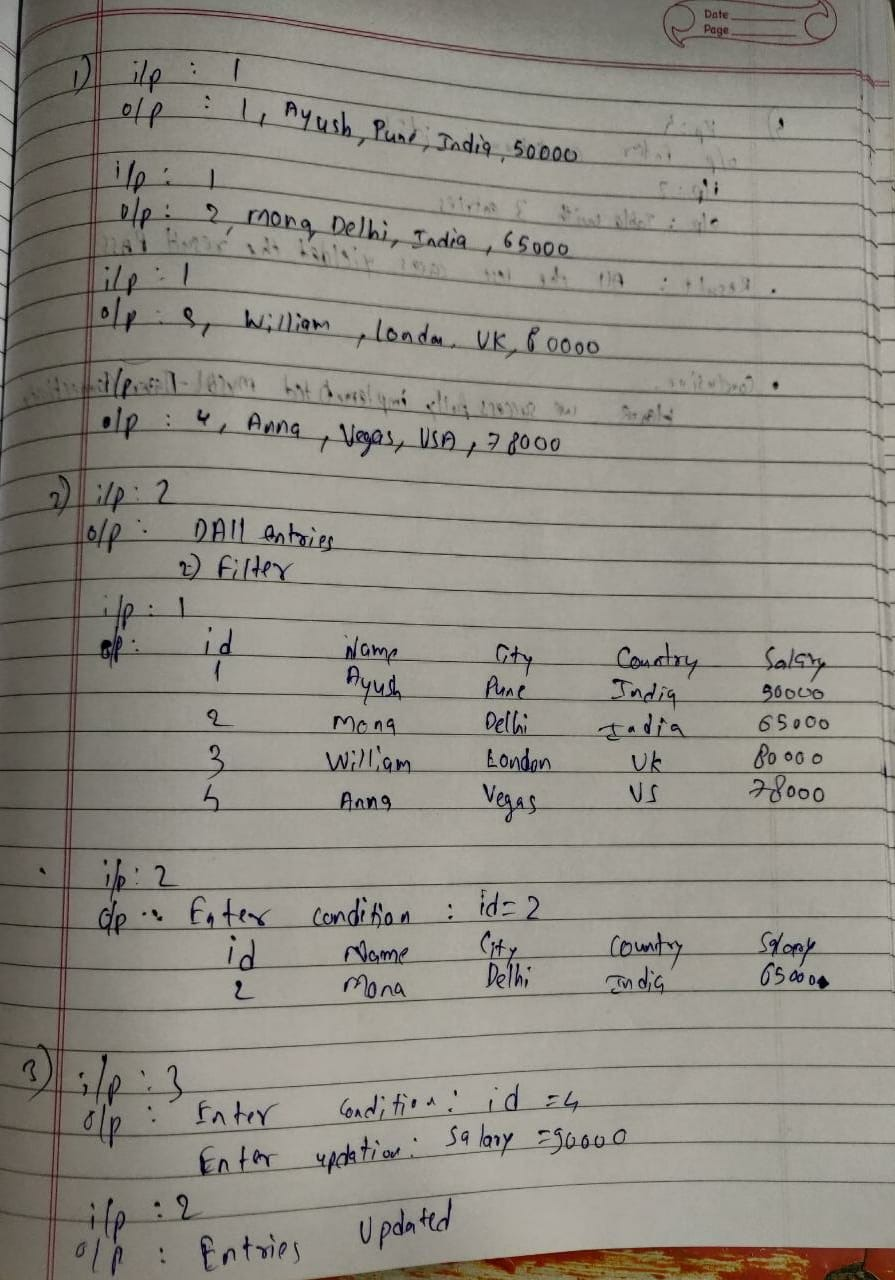 Date
Page
1) i/p : 1
o/p : 1, Ayush, Pune, India, 50000
i/p : 1
o/p : 2, Mona Delhi, India, 65000
i/p : 1
o/p : 3, William, London, UK, 80000
i/p : 1
o/p : 4, Anna, Vegas, USA, 78000
2) i/p : 2
o/p : 1) All entries
2) Filter
i/p : 1
o/p : id Name City Country Salary
1 Ayush Pune India 50000
2 Mona Delhi India 65000
3 William London UK 80000
4 Anna Vegas US 78000
i/p : 2
o/p : Enter condition : id=2
id Name City Country Salary
2 Mona Delhi India 65000
3) i/p : 3
o/p : Enter condition : id =4
Enter updation : salary =90000
i/p : 2
o/p : Entries Updated